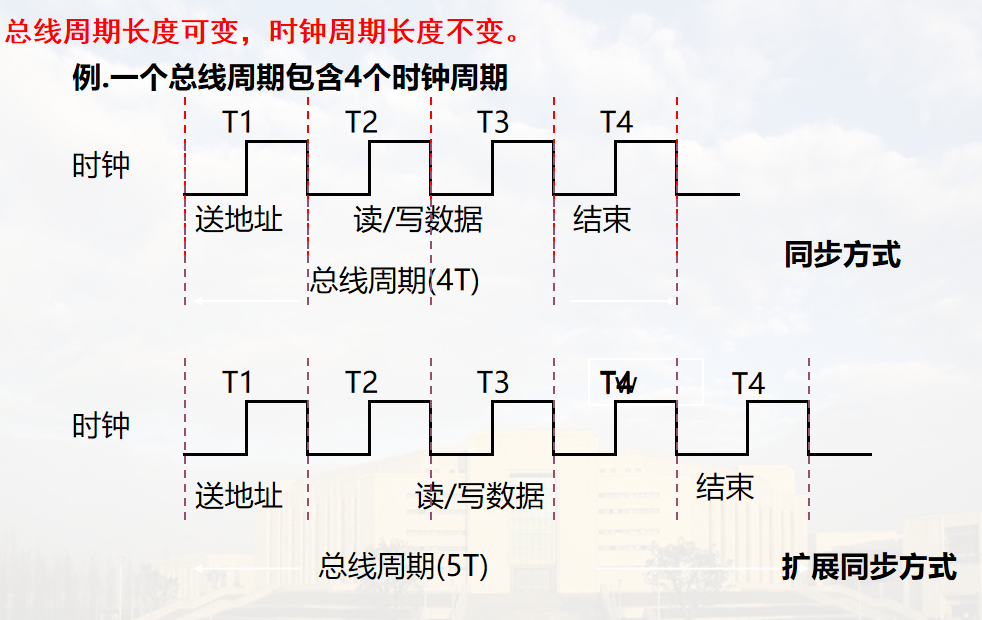 总线周期长度可变，时钟周期长度不变。
例.一个总线周期包含4个时钟周期
T1 T2 T3 T4
时钟
送地址 读/写数据 结束
同步方式
总线周期(4T)
T1 T2 T3 T4
时钟
送地址 读/写数据 结束
总线周期(5T)
扩展同步方式